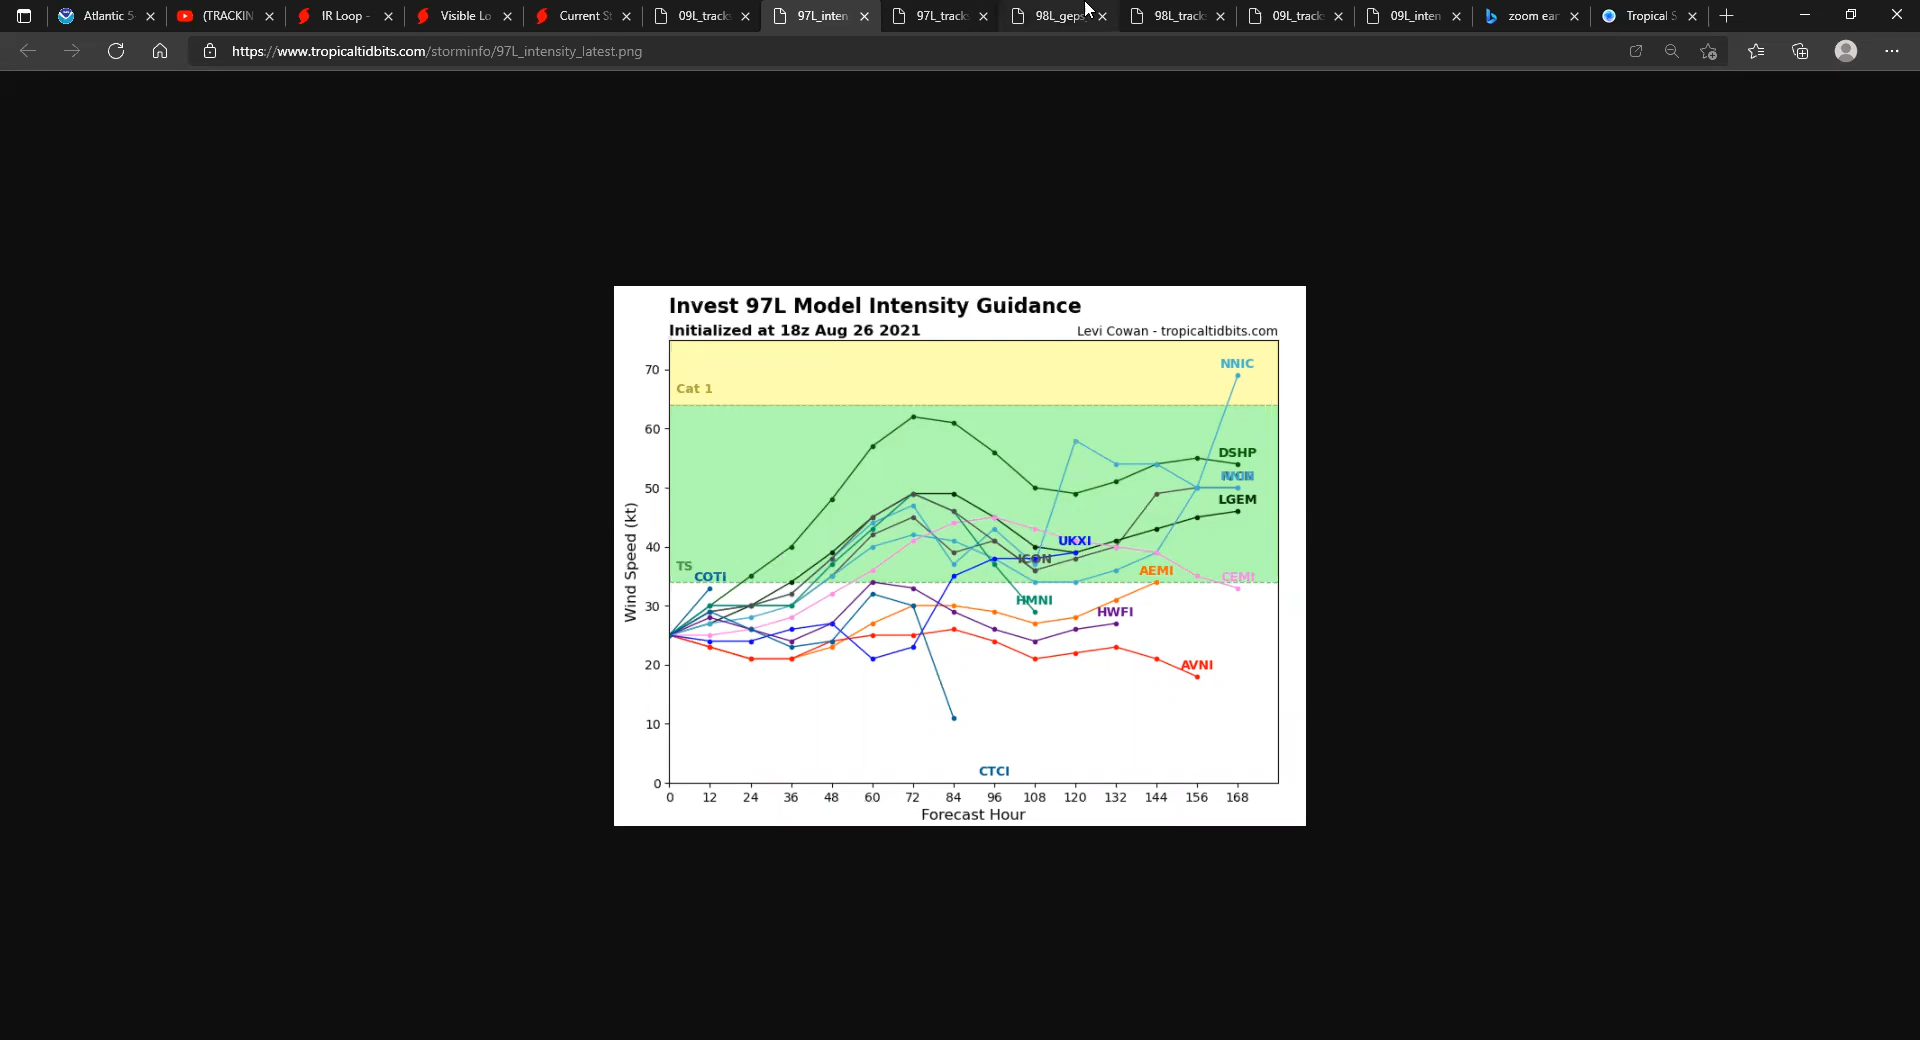 Atlantic 5
(TRACKIN
IR Loop -
Visible Lo
Current St
09L_track
97L_inten
97L_track
98L_geps
98L_track
09L_track
09L_inten
zoom ear
Tropical S
https://www.tropicaltidbits.com/storminfo/97L_intensity_latest.png
Invest 97L Model Intensity Guidance
Initialized at 18z Aug 26 2021
Levi Cowan - tropicaltidbits.com
Wind Speed (kt)
70
60
50
40
30
20
10
0
Cat 1
TS
NNIC
DSHP
LGEM
COTI
UKXI
ICON
AEMI
CEMI
HMNI
HWFI
AVNI
CTCI
0 12 24 36 48 60 72 84 96 108 120 132 144 156 168
Forecast Hour